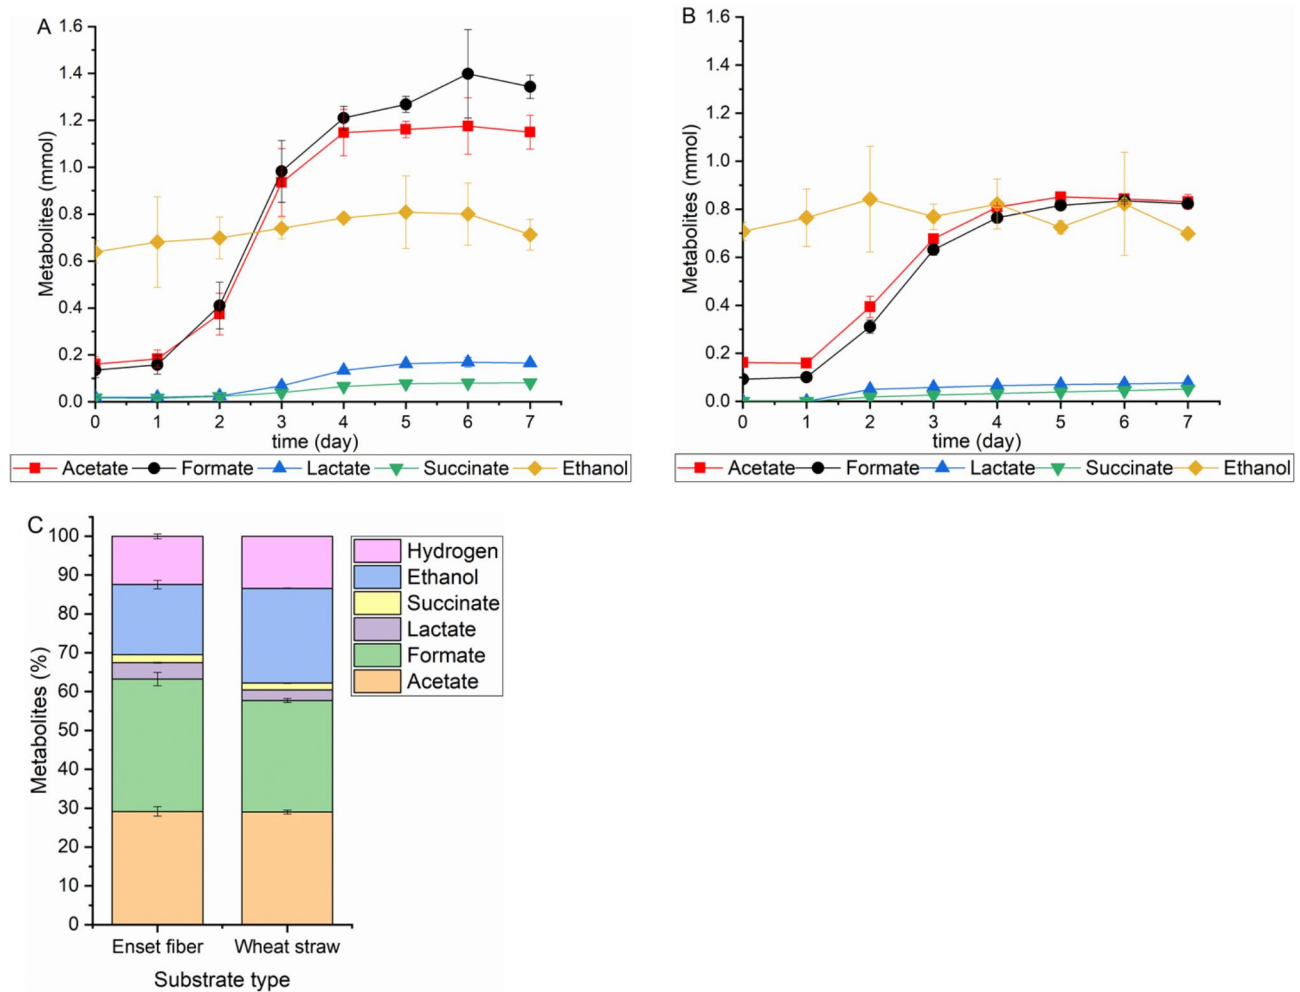 A
Metabolites (mmol)
1.6
1.4
1.2
1.0
0.8
0.6
0.4
0.2
0.0
0 1 2 3 4 5 6 7
time (day)
Acetate Formate Lactate Succinate Ethanol
B
Metabolites (mmol)
1.6
1.4
1.2
1.0
0.8
0.6
0.4
0.2
0.0
0 1 2 3 4 5 6 7
time (day)
Acetate Formate Lactate Succinate Ethanol
C
Metabolites (%)
100
90
80
70
60
50
40
30
20
10
0
Hydrogen
Ethanol
Succinate
Lactate
Formate
Acetate
Enset fiber Wheat straw
Substrate type